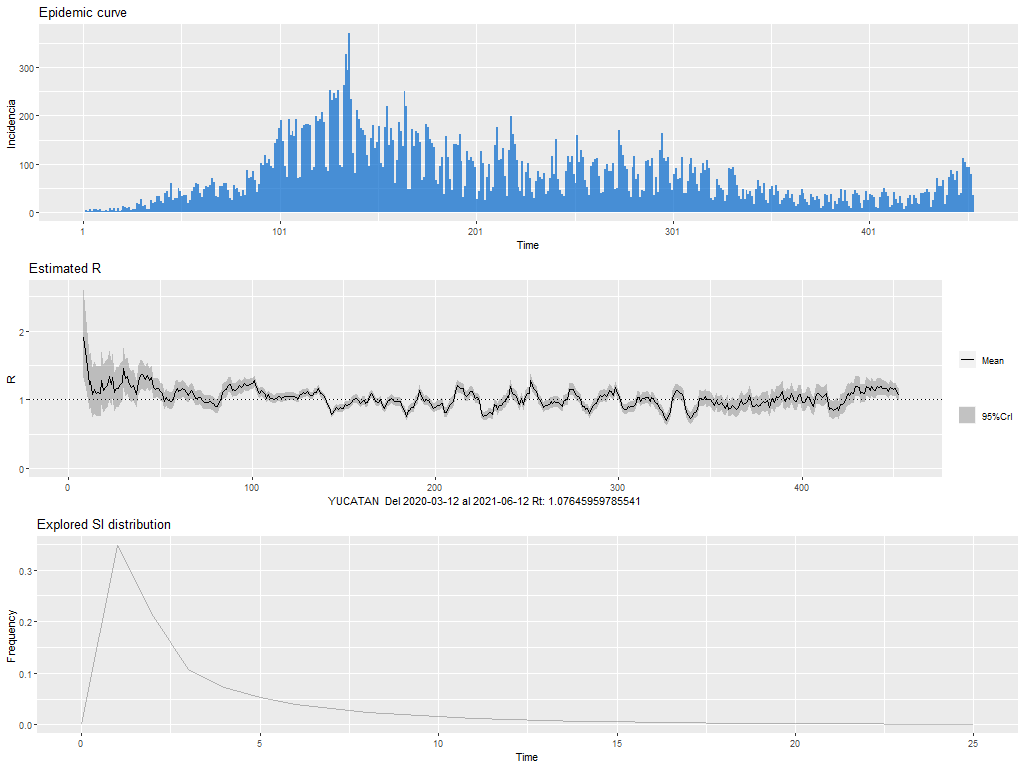 Epidemic curve
Incidencia
300
200
100
0
1
101
201
301
401
Time
Estimated R
R
2
1
0
0
100
200
300
400
Mean
95%CrI
YUCATAN Del 2020-03-12 al 2021-06-12 Rt: 1.07645959785541
Explored SI distribution
Frequency
0.3
0.2
0.1
0.0
0
5
10
15
20
25
Time